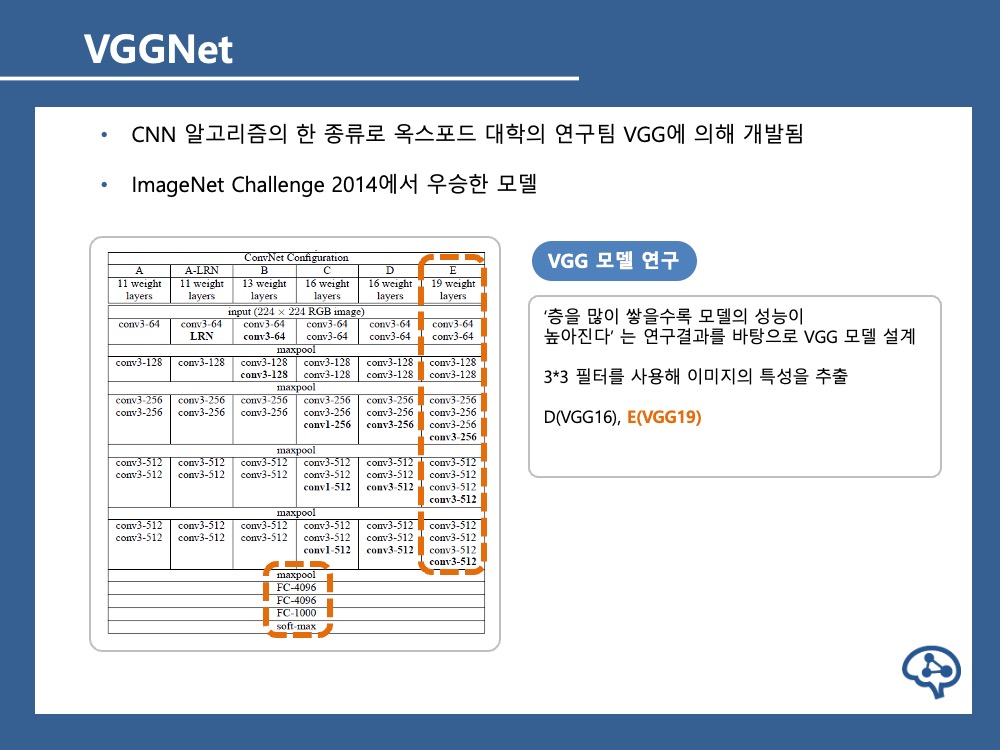 VGGNet
• CNN 알고리즘의 한 종류로 옥스포드 대학의 연구팀 VGG에 의해 개발됨
• ImageNet Challenge 2014에서 우승한 모델
ConvNet Configuration
A A-LRN B C D E
11 weight 11 weight 13 weight 16 weight 16 weight 19 weight
layers layers layers layers layers layers
input (224 × 224 RGB image)
conv3-64 conv3-64 conv3-64 conv3-64 conv3-64 conv3-64
LRN conv3-64 conv3-64 conv3-64 conv3-64
maxpool
conv3-128 conv3-128 conv3-128 conv3-128 conv3-128 conv3-128
conv3-128 conv3-128 conv3-128 conv3-128
maxpool
conv3-256 conv3-256 conv3-256 conv3-256 conv3-256 conv3-256
conv3-256 conv3-256 conv3-256 conv3-256 conv3-256 conv3-256
conv1-256 conv3-256 conv3-256
conv3-256
maxpool
conv3-512 conv3-512 conv3-512 conv3-512 conv3-512 conv3-512
conv3-512 conv3-512 conv3-512 conv3-512 conv3-512 conv3-512
conv1-512 conv3-512 conv3-512
conv3-512
maxpool
conv3-512 conv3-512 conv3-512 conv3-512 conv3-512 conv3-512
conv3-512 conv3-512 conv3-512 conv3-512 conv3-512 conv3-512
conv1-512 conv3-512 conv3-512
conv3-512
maxpool
FC-4096
FC-4096
FC-1000
soft-max
VGG 모델 연구
‘층을 많이 쌓을수록 모델의 성능이
높아진다’ 는 연구결과를 바탕으로 VGG 모델 설계
3*3 필터를 사용해 이미지의 특성을 추출
D(VGG16), E(VGG19)